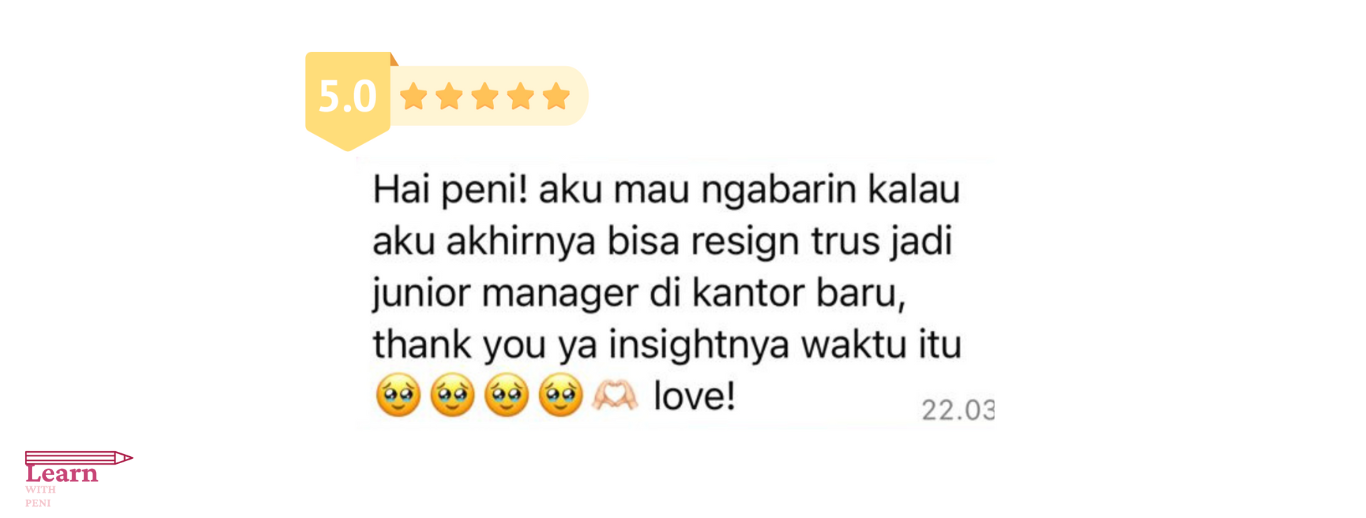 5.0
Hai peni! aku mau ngabarin kalau
aku akhirnya bisa resign trus jadi
junior manager di kantor baru,
thank you ya insightnya waktu itu
🥹🥹🥹🥹🫶🏻 love!
22.03
Learn
WITH
PENI